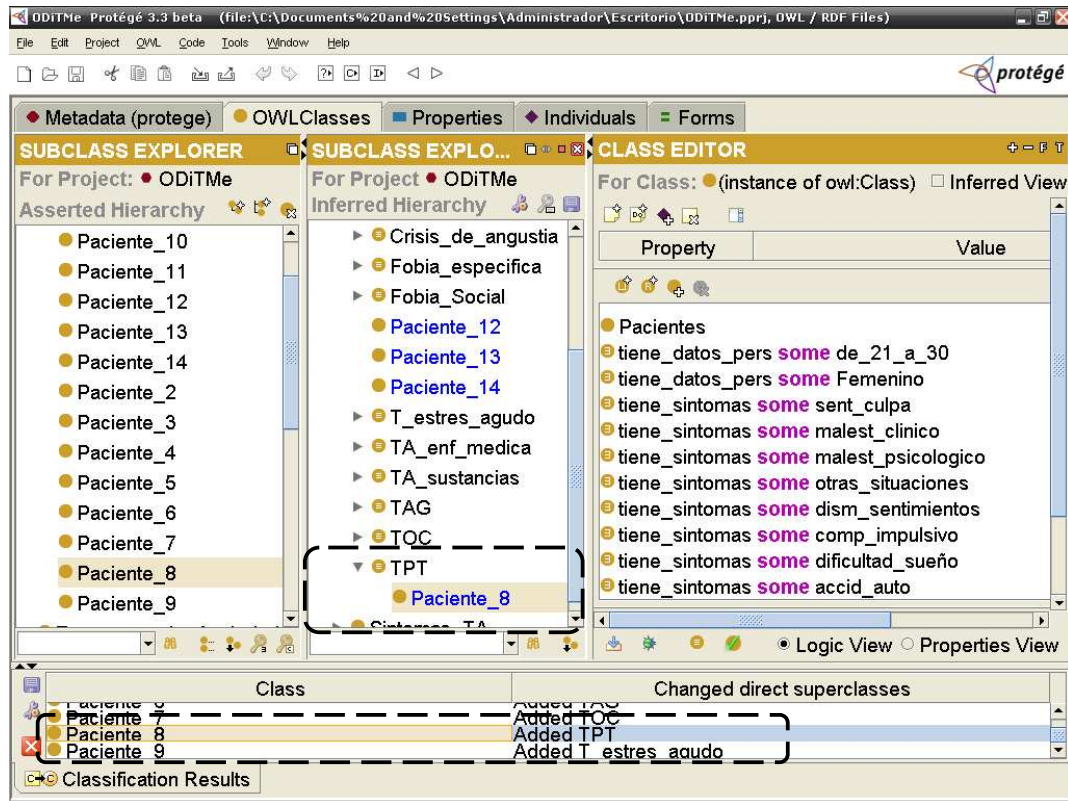 ODiTMe Protégé 3.3 beta (file:\C:\Documents%20and%20Settings\Administrador\Escritorio\ODiTMe.pprj, OWL / RDF Files)
File Edit Project OWL Code Tools Window Help
protégé
Metadata (protege) OWLClasses Properties Individuals Forms
SUBCLASS EXPLORER
For Project: ODiTMe
Asserted Hierarchy
Paciente_10
Paciente_11
Paciente_12
Paciente_13
Paciente_14
Paciente_2
Paciente_3
Paciente_4
Paciente_5
Paciente_6
Paciente_7
Paciente_8
Paciente_9
SUBCLASS EXPLO...
For Project ODiTMe
Inferred Hierarchy
Crisis_de_angustia
Fobia_especifica
Fobia_Social
Paciente_12
Paciente_13
Paciente_14
T_estres_agudo
TA_enf_medica
TA_sustancias
TAG
TOC
TPT
Paciente_8
Sintomas_TA
CLASS EDITOR
For Class: (instance of owl:Class) Inferred View
Property Value
Pacientes
tiene_datos_pers some de_21_a_30
tiene_datos_pers some Femenino
tiene_sintomas some sent_culpa
tiene_sintomas some malest_clinico
tiene_sintomas some malest_psicologico
tiene_sintomas some otras_situaciones
tiene_sintomas some dism_sentimientos
tiene_sintomas some comp_impulsivo
tiene_sintomas some dificultad_sueño
tiene_sintomas some accid_auto
Logic View Properties View
Class Changed direct superclasses
Paciente_6 Added TAG
Paciente_7 Added TOC
Paciente_8 Added TPT
Paciente_9 Added T_estres_agudo
Classification Results